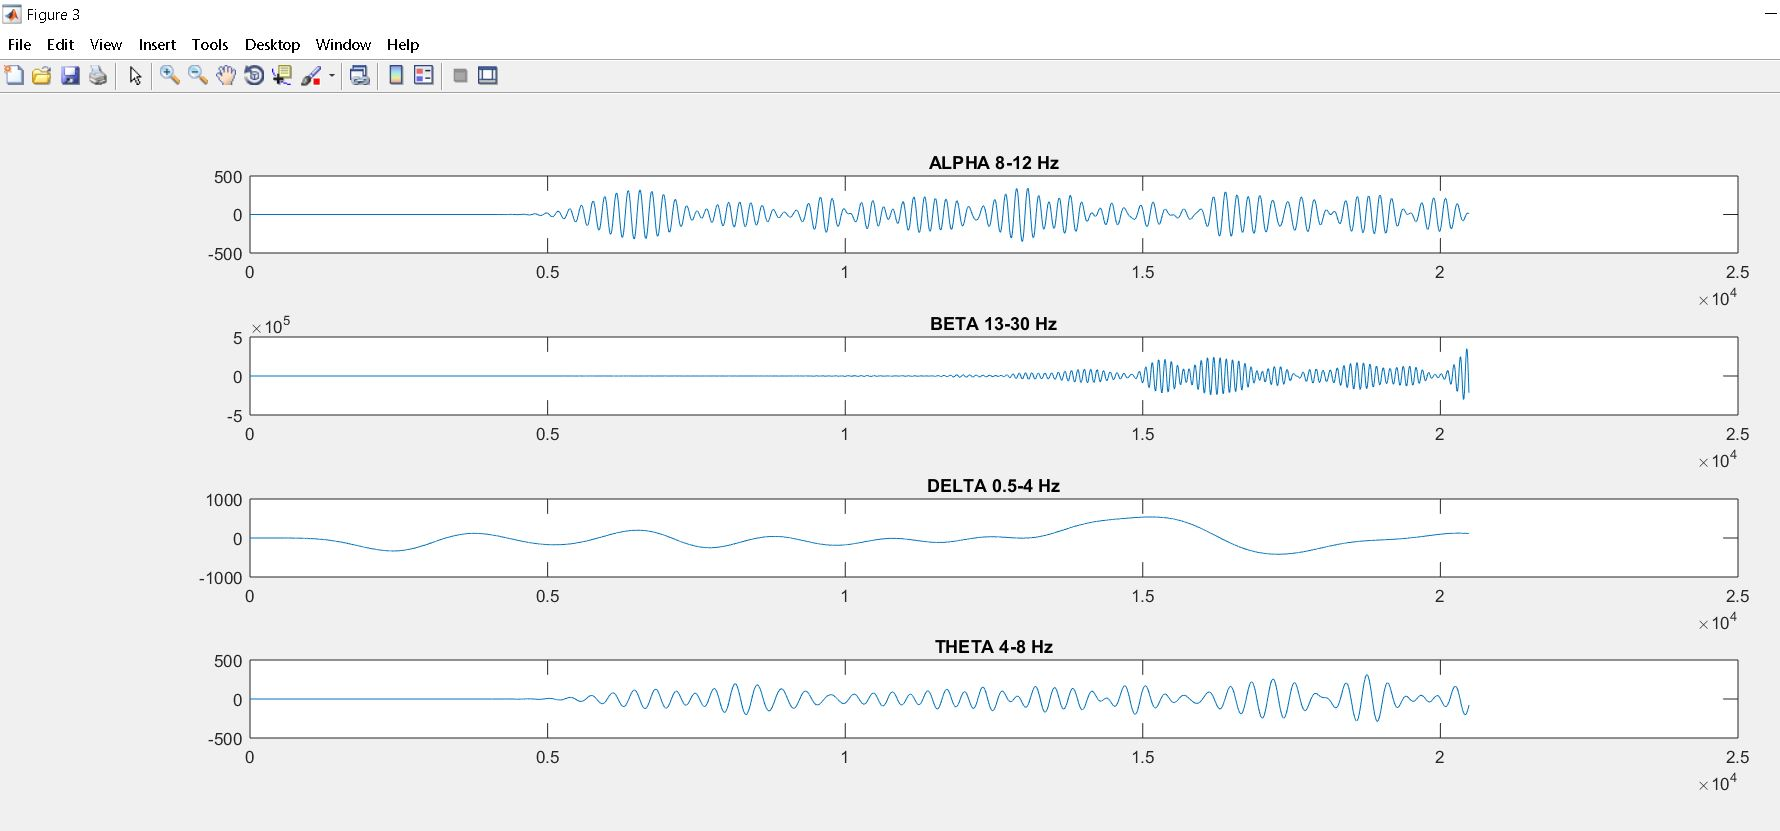 Figure 3
File Edit View Insert Tools Desktop Window Help
ALPHA 8-12 Hz
500
0
-500
0 0.5 1 1.5 2 2.5
×10^4
BETA 13-30 Hz
×10^5
5
0
-5
0 0.5 1 1.5 2 2.5
×10^4
DELTA 0.5-4 Hz
1000
0
-1000
0 0.5 1 1.5 2 2.5
×10^4
THETA 4-8 Hz
500
0
-500
0 0.5 1 1.5 2 2.5
×10^4